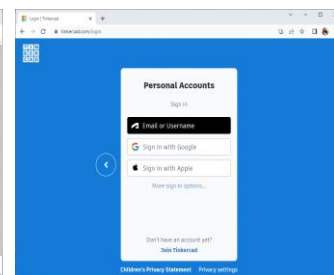 Login | Tinkercad
tinkercad.com/login
TIN
KER
CAD
Personal Accounts
Sign in
Email or Username
Sign in with Google
Sign in with Apple
More sign in options...
Don't have an account yet?
Join Tinkercad
Children's Privacy Statement Privacy settings